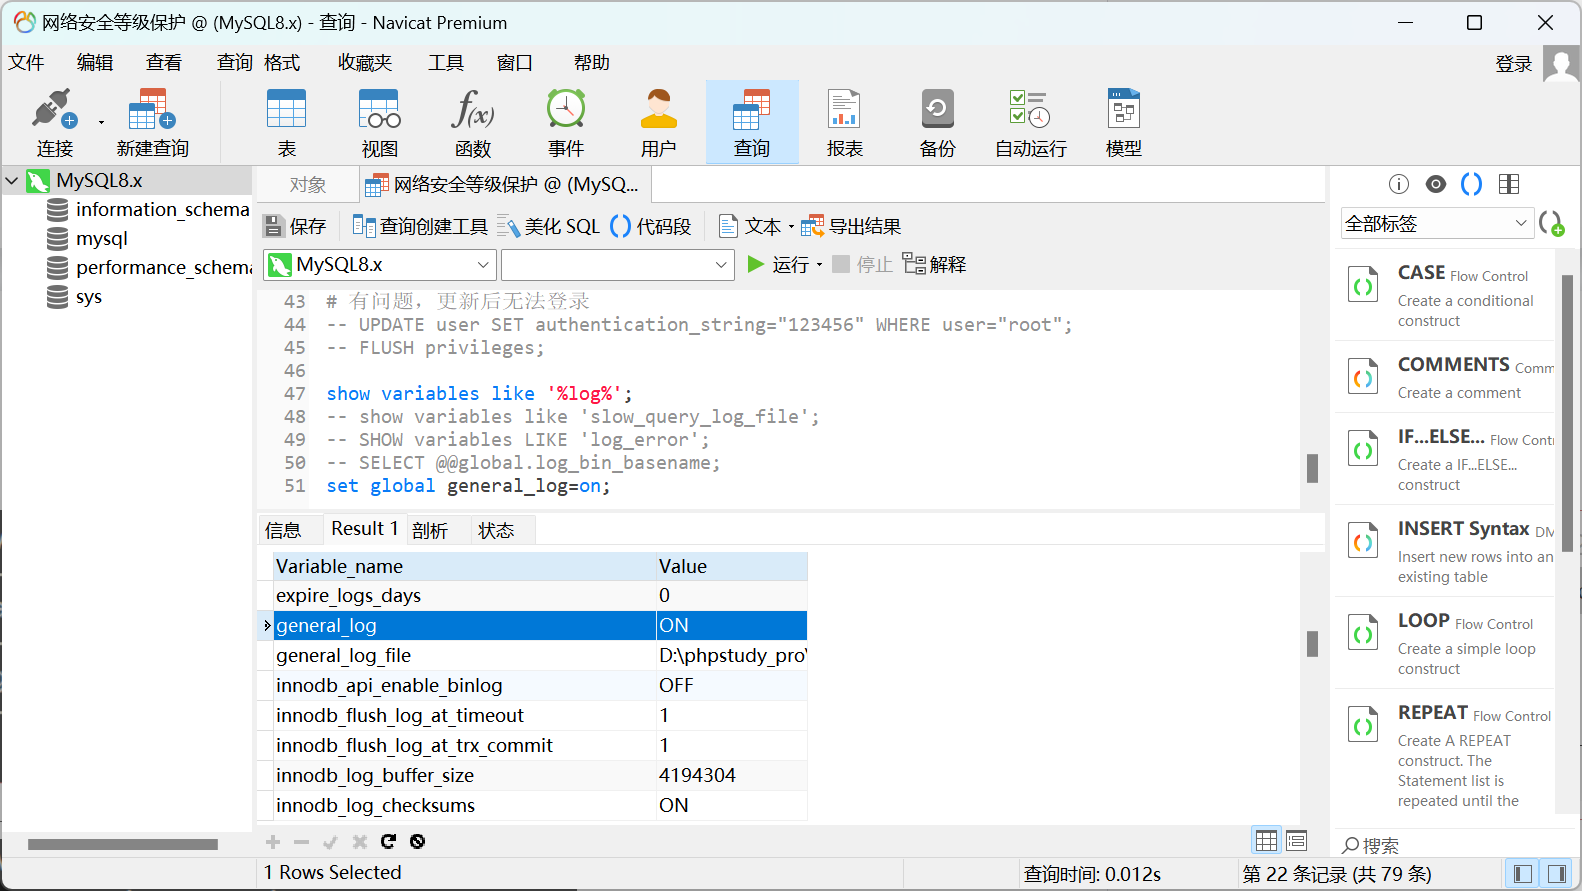 网络安全等级保护 @ (MySQL8.x) - 查询 - Navicat Premium
文件 编辑 查看 查询 格式 收藏夹 工具 窗口 帮助 登录
连接 新建查询 表 视图 f(x) 函数 事件 用户 查询 报表 备份 自动运行 模型
MySQL8.x
information_schema
mysql
performance_schema
sys
对象 网络安全等级保护 @ (MySQ...
保存 查询创建工具 美化 SQL 代码段 文本 导出结果
MySQL8.x 运行 停止 解释
43 # 有问题，更新后无法登录
44 -- UPDATE user SET authentication_string="123456" WHERE user="root";
45 -- FLUSH privileges;
46
47 show variables like '%log%';
48 -- show variables like 'slow_query_log_file';
49 -- SHOW variables LIKE 'log_error';
50 -- SELECT @@global.log_bin_basename;
51 set global general_log=on;
信息 Result 1 剖析 状态
Variable_name Value
expire_logs_days 0
general_log ON
general_log_file D:\phpstudy_pro\
innodb_api_enable_binlog OFF
innodb_flush_log_at_timeout 1
innodb_flush_log_at_trx_commit 1
innodb_log_buffer_size 4194304
innodb_log_checksums ON
1 Rows Selected 查询时间: 0.012s 第 22 条记录 (共 79 条)
全部标签
CASE Flow Control
Create a conditional
construct
COMMENTS Comm
Create a comment
IF...ELSE... Flow Cont
Create a IF...ELSE...
construct
INSERT Syntax DM
Insert new rows into an
existing table
LOOP Flow Control
Create a simple loop
construct
REPEAT Flow Control
Create A REPEAT
construct. The
Statement list is
repeated until the
搜索